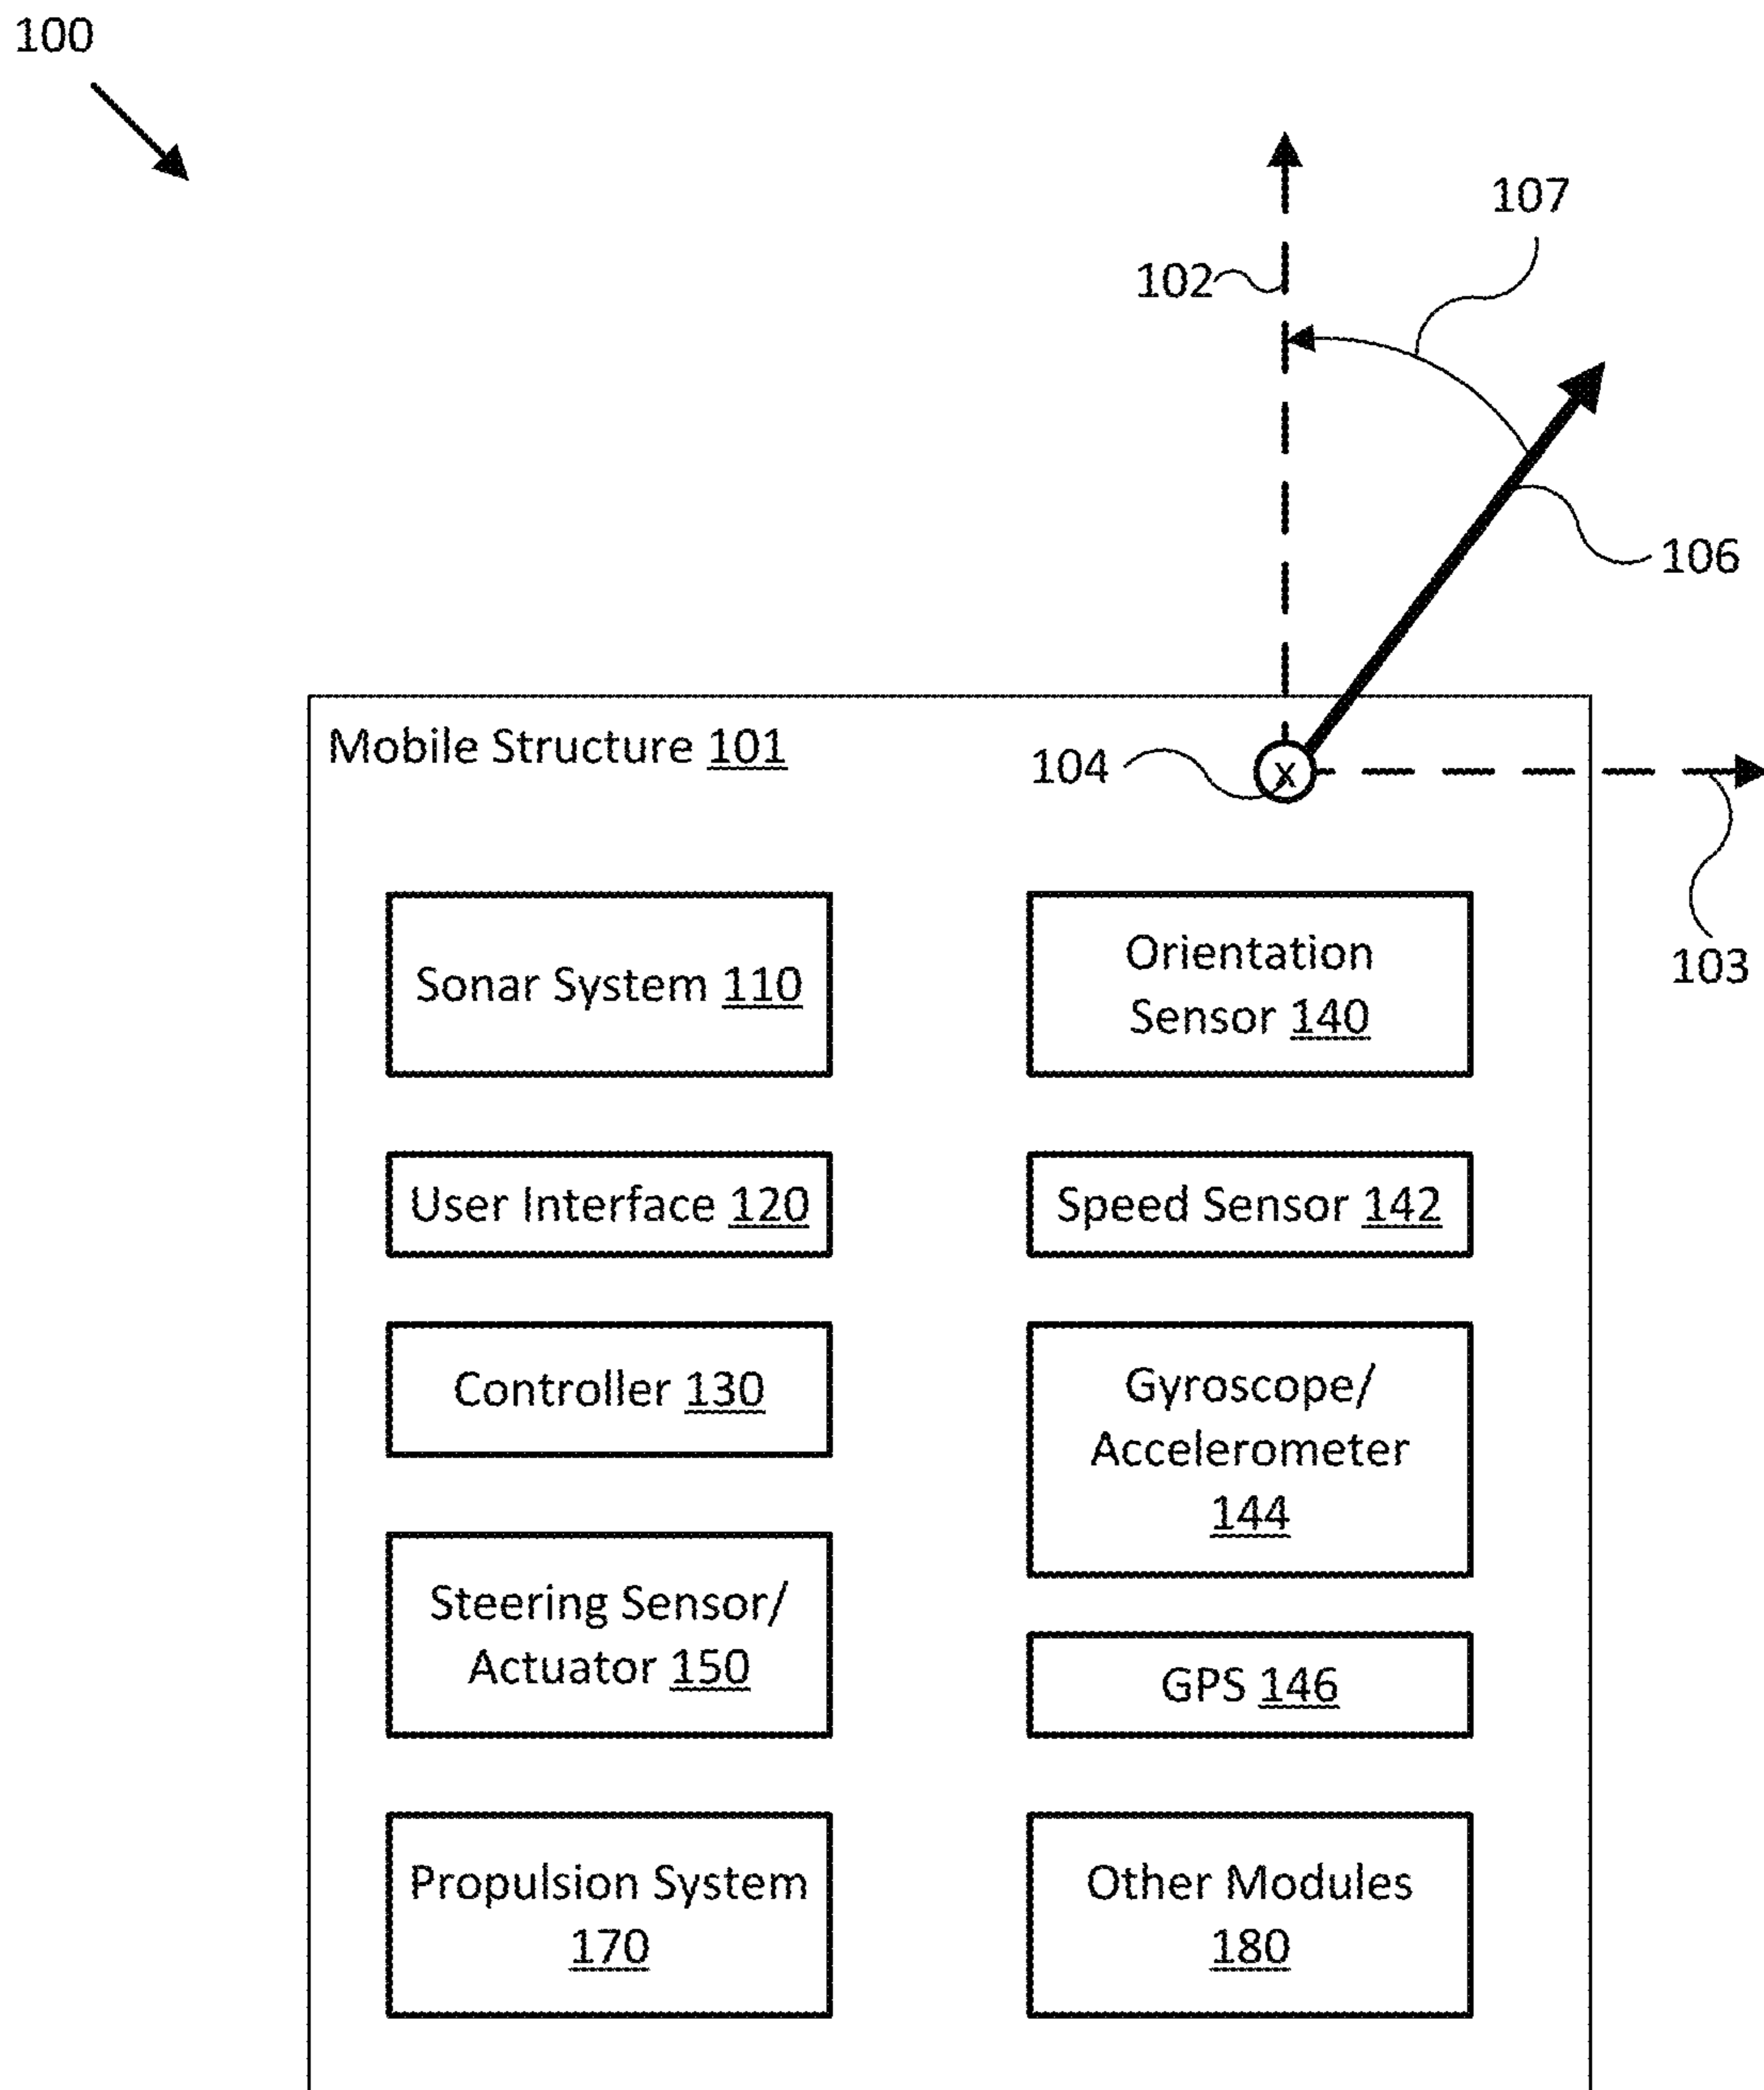 100
107
102
106
Mobile Structure 101
104
x
103
Sonar System 110
Orientation
Sensor 140
User Interface 120
Speed Sensor 142
Controller 130
Gyroscope/
Accelerometer
144
Steering Sensor/
Actuator 150
GPS 146
Propulsion System
170
Other Modules
180